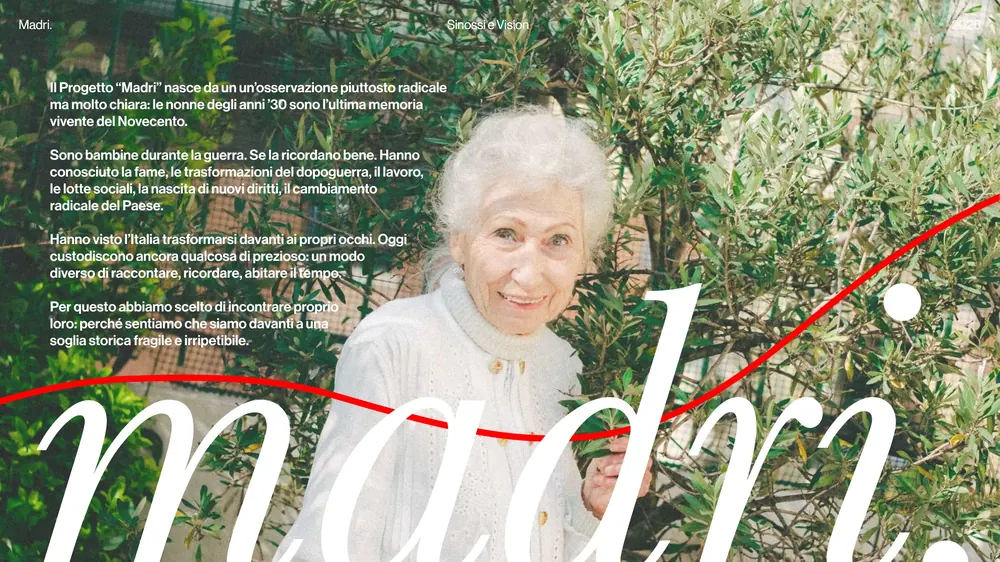 Madri.
Sinossi e Vision
2026
Il Progetto “Madri” nasce da un un’osservazione piuttosto radicale
ma molto chiara: le nonne degli anni ’30 sono l’ultima memoria
vivente del Novecento.
Sono bambine durante la guerra. Se la ricordano bene. Hanno
conosciuto la fame, le trasformazioni del dopoguerra, il lavoro,
le lotte sociali, la nascita di nuovi diritti, il cambiamento
radicale del Paese.
Hanno visto l’Italia trasformarsi davanti ai propri occhi. Oggi
custodiscono ancora qualcosa di prezioso: un modo
diverso di raccontare, ricordare, abitare il tempo.
Per questo abbiamo scelto di incontrare proprio
loro: perché sentiamo che siamo davanti a una
soglia storica fragile e irripetibile.
madri.